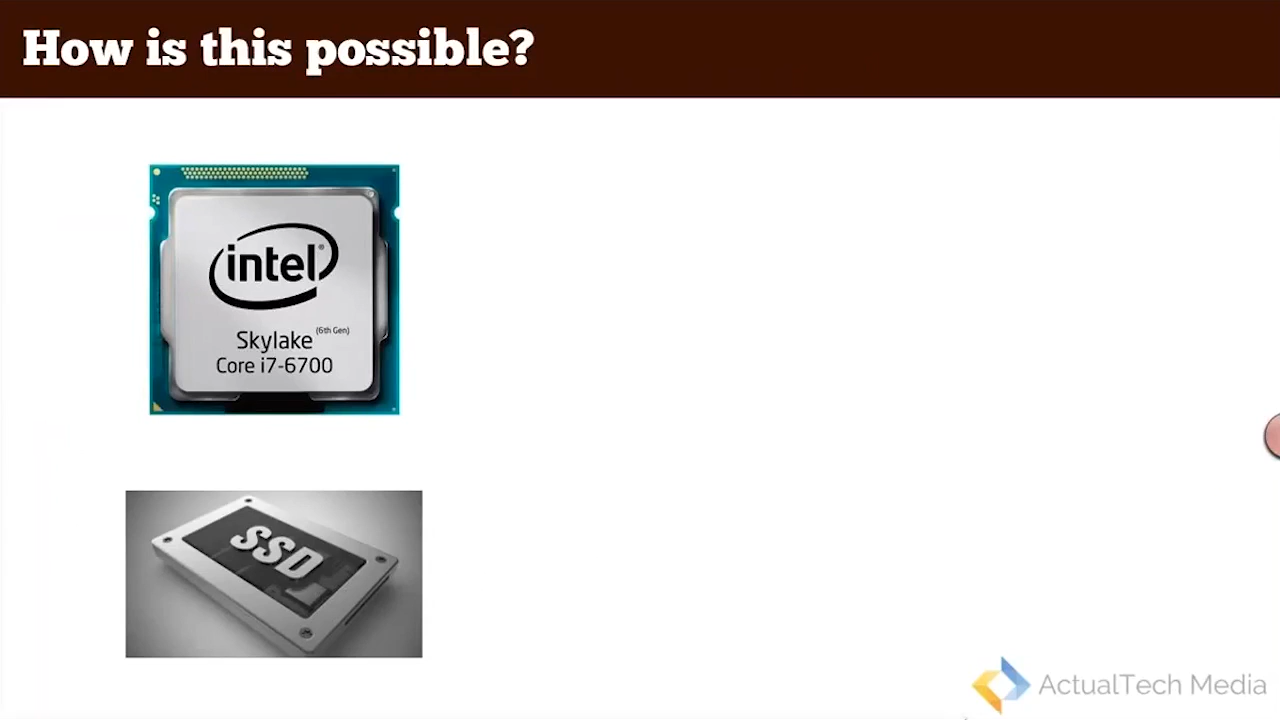 How is this possible?
intel®
Skylake (6th Gen)
Core i7-6700
SSD
ActualTech Media